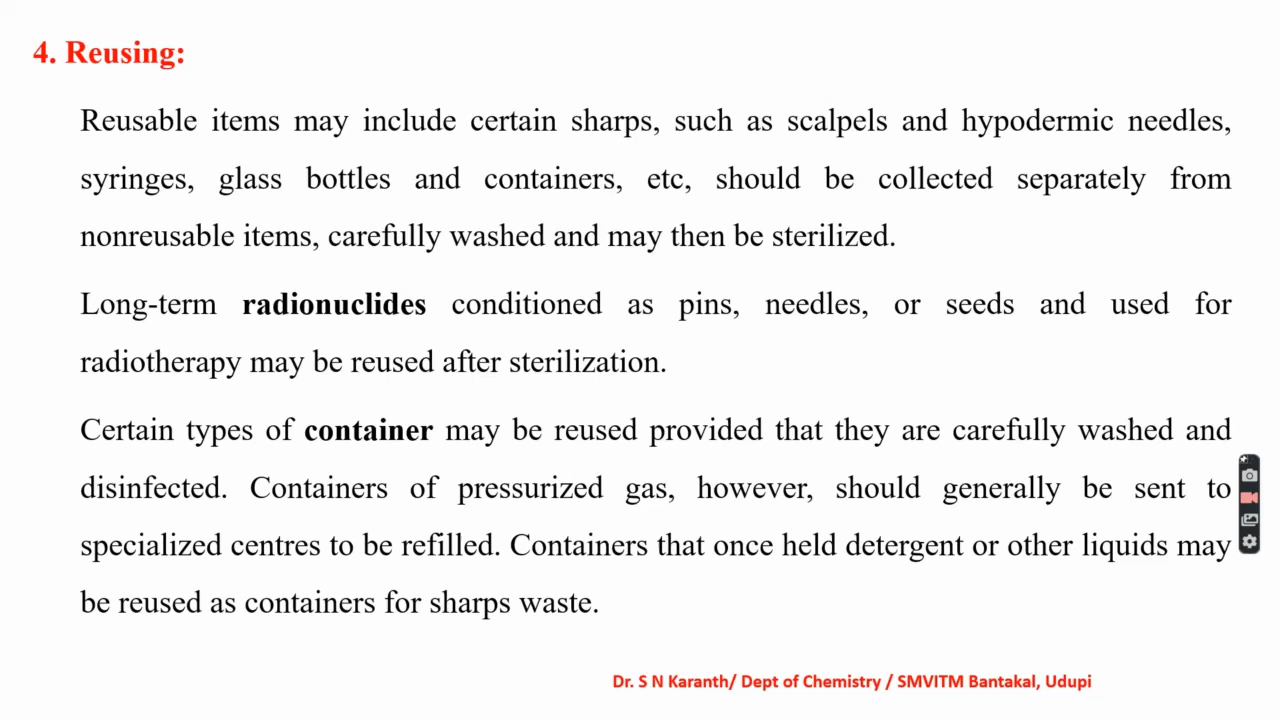 4. Reusing:
Reusable items may include certain sharps, such as scalpels and hypodermic needles,
syringes, glass bottles and containers, etc, should be collected separately from
nonreusable items, carefully washed and may then be sterilized.
Long-term radionuclides conditioned as pins, needles, or seeds and used for
radiotherapy may be reused after sterilization.
Certain types of container may be reused provided that they are carefully washed and
disinfected. Containers of pressurized gas, however, should generally be sent to
specialized centres to be refilled. Containers that once held detergent or other liquids may
be reused as containers for sharps waste.
Dr. S N Karanth/ Dept of Chemistry / SMVITM Bantakal, Udupi